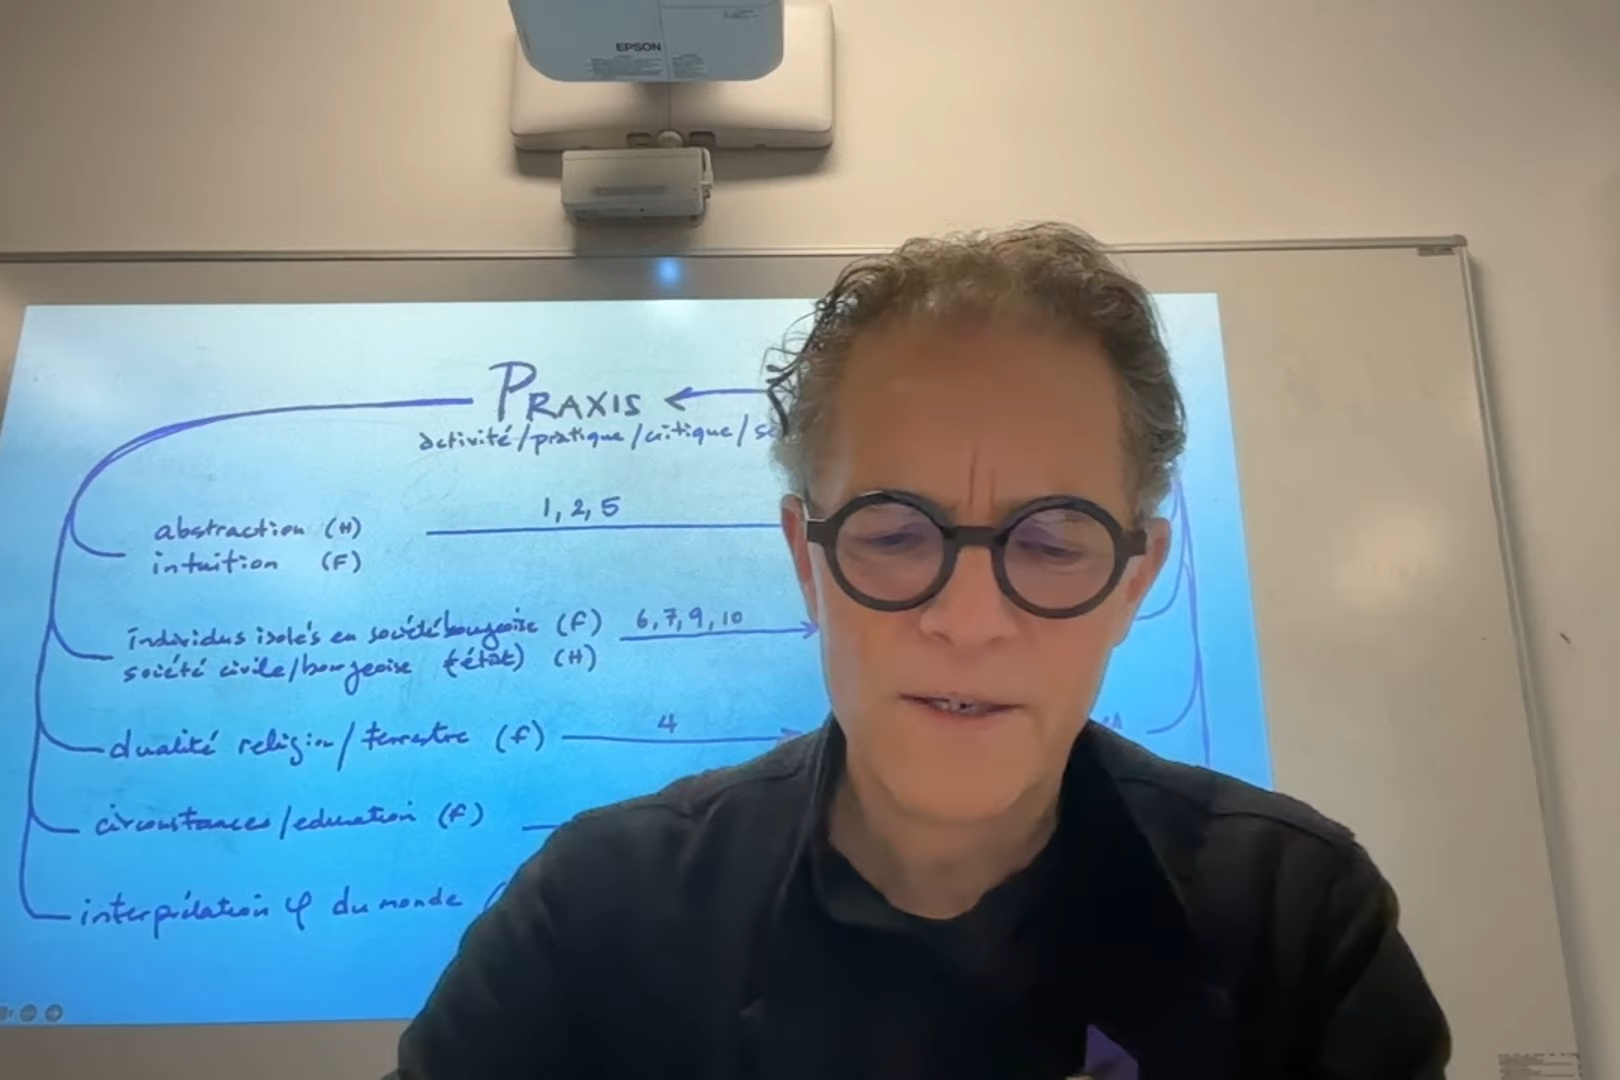 EPSON
PRAXIS
activité/pratique/critique/
abstraction (H)
1, 2, 5
intuition (F)
individus isolés en société bourgeoise (F)
6, 7, 9, 10
société civile/bourgeoise (état) (H)
dualité religion/terrestre (F)
4
circonstances/education (F)
interprétation φ du monde (